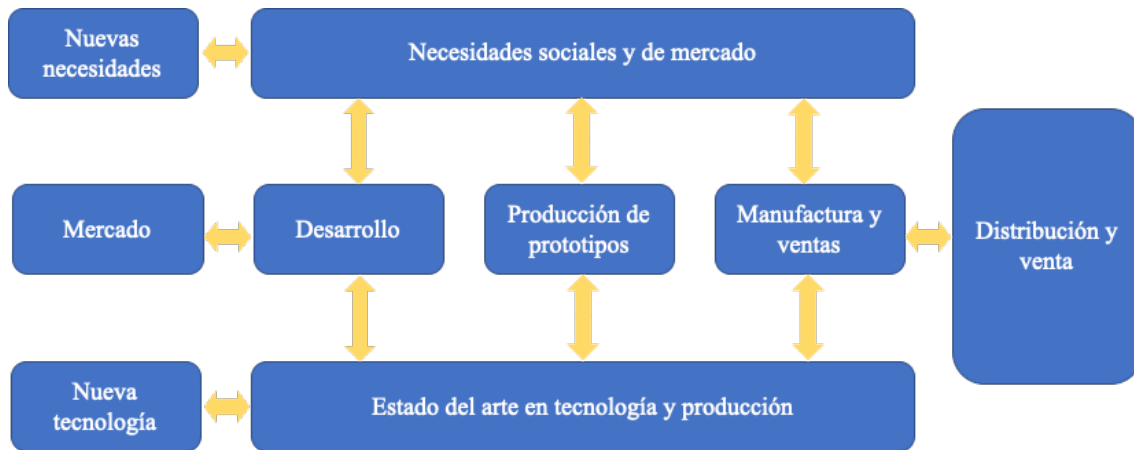 Nuevas
necesidades
Necesidades sociales y de mercado
Mercado
Desarrollo
Producción de
prototipos
Manufactura y
ventas
Distribución y
venta
Nueva
tecnología
Estado del arte en tecnología y producción